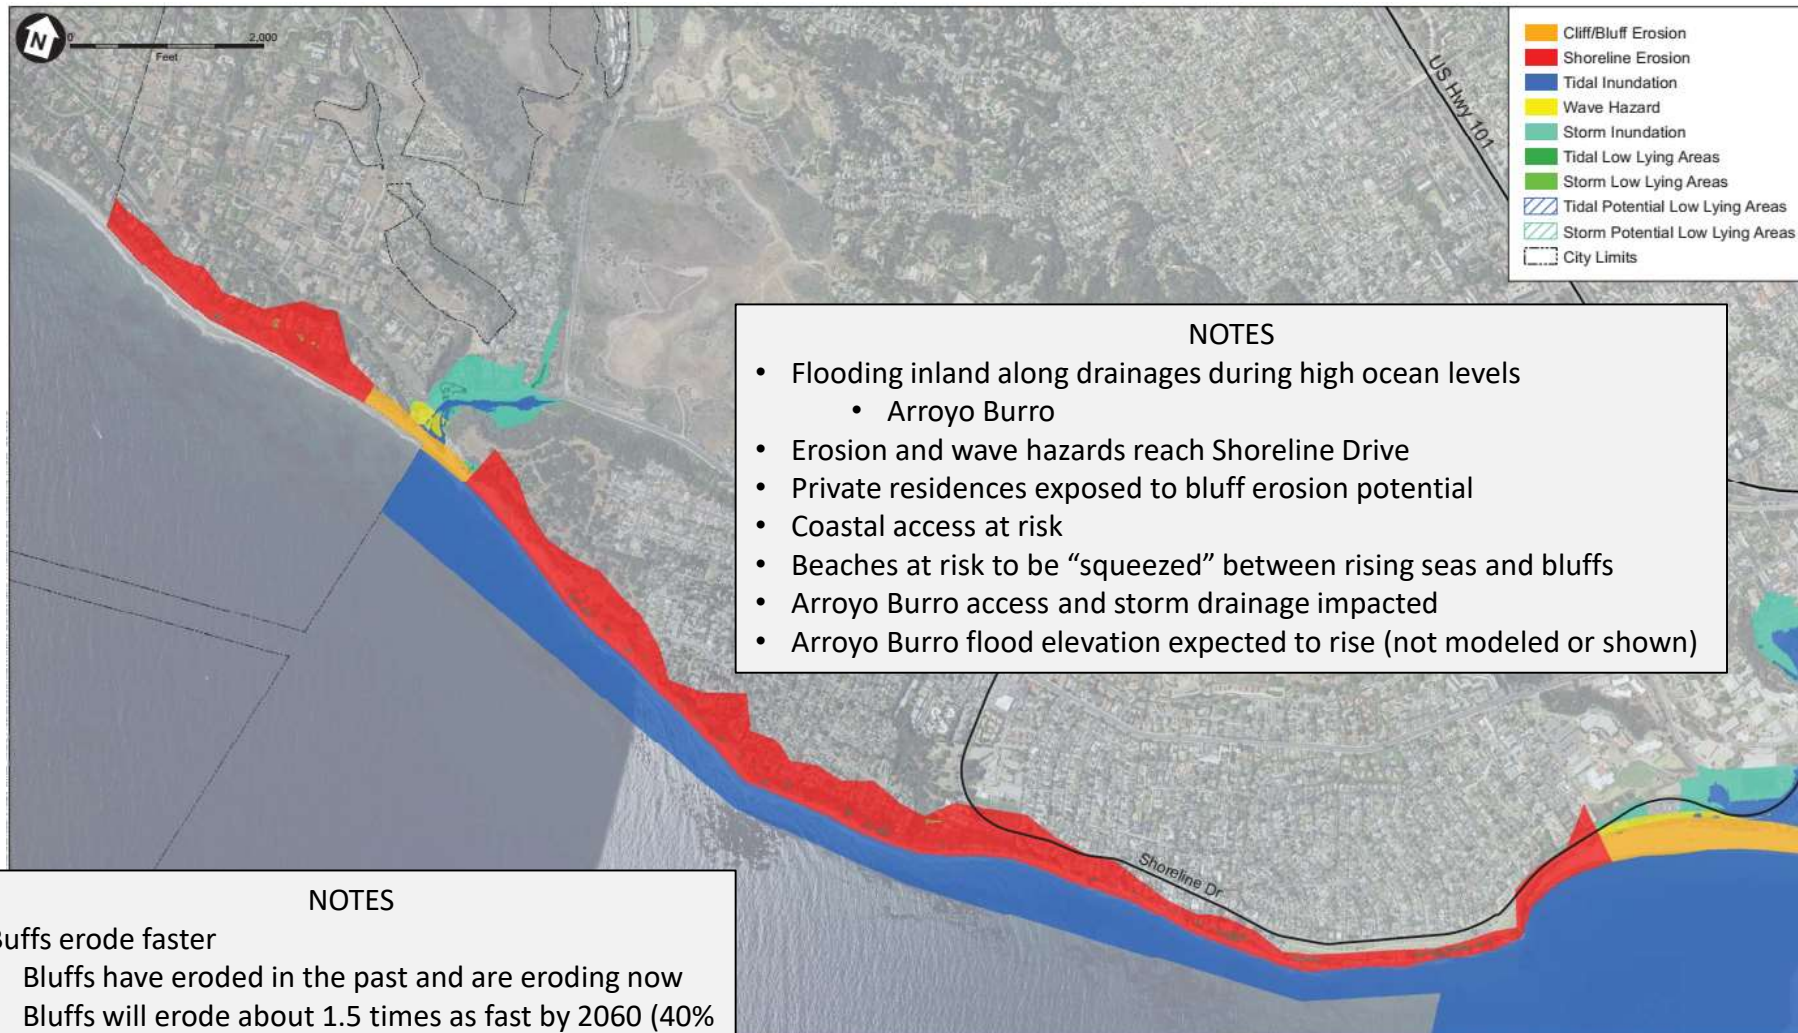 N
0
2,000
Feet
US Hwy 101
Cliff/Bluff Erosion
Shoreline Erosion
Tidal Inundation
Wave Hazard
Storm Inundation
Tidal Low Lying Areas
Storm Low Lying Areas
Tidal Potential Low Lying Areas
Storm Potential Low Lying Areas
City Limits
NOTES
• Flooding inland along drainages during high ocean levels
• Arroyo Burro
• Erosion and wave hazards reach Shoreline Drive
• Private residences exposed to bluff erosion potential
• Coastal access at risk
• Beaches at risk to be “squeezed” between rising seas and bluffs
• Arroyo Burro access and storm drainage impacted
• Arroyo Burro flood elevation expected to rise (not modeled or shown)
Shoreline Dr
NOTES
Buffs erode faster
Bluffs have eroded in the past and are eroding now
Bluffs will erode about 1.5 times as fast by 2060 (40%